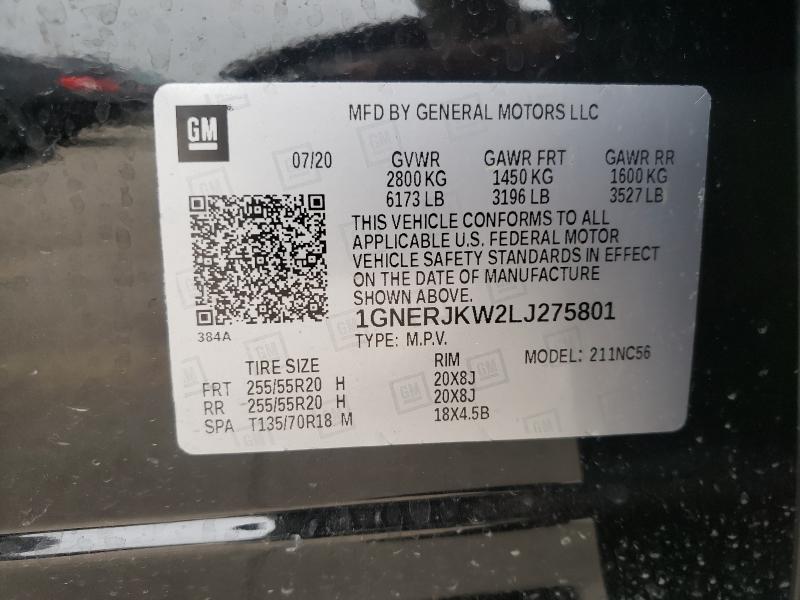 GM
MFD BY GENERAL MOTORS LLC
07/20 GVWR GAWR FRT GAWR RR
2800 KG 1450 KG 1600 KG
6173 LB 3196 LB 3527 LB
THIS VEHICLE CONFORMS TO ALL
APPLICABLE U.S. FEDERAL MOTOR
VEHICLE SAFETY STANDARDS IN EFFECT
ON THE DATE OF MANUFACTURE
SHOWN ABOVE.
1GNERJKW2LJ275801
384A
TYPE: M.P.V.
MODEL: 211NC56
TIRE SIZE RIM
FRT 255/55R20 H 20X8J
RR 255/55R20 H 20X8J
SPA T135/70R18 M 18X4.5B